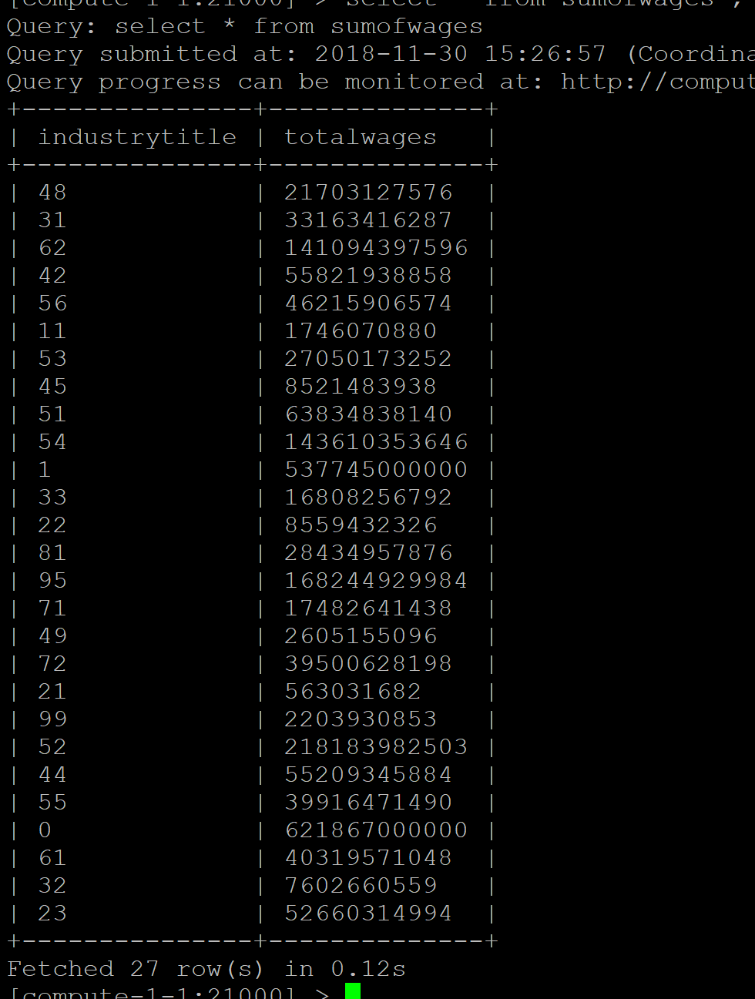 [compute-1-1:21000] > select * from sumofwages ;
Query: select * from sumofwages
Query submitted at: 2018-11-30 15:26:57 (Coordina
Query progress can be monitored at: http://comput
+---------------+--------------+
| industrytitle | totalwages   |
+---------------+--------------+
| 48            | 21703127576  |
| 31            | 33163416287  |
| 62            | 141094397596 |
| 42            | 55821938858  |
| 56            | 46215906574  |
| 11            | 1746070880   |
| 53            | 27050173252  |
| 45            | 8521483938   |
| 51            | 63834838140  |
| 54            | 143610353646 |
| 1             | 537745000000 |
| 33            | 16808256792  |
| 22            | 8559432326   |
| 81            | 28434957876  |
| 95            | 168244929984 |
| 71            | 17482641438  |
| 49            | 2605155096   |
| 72            | 39500628198  |
| 21            | 563031682    |
| 99            | 2203930853   |
| 52            | 218183982503 |
| 44            | 55209345884  |
| 55            | 39916471490  |
| 0             | 621867000000 |
| 61            | 40319571048  |
| 32            | 7602660559   |
| 23            | 52660314994  |
+---------------+--------------+
Fetched 27 row(s) in 0.12s
[compute-1-1:21000] >